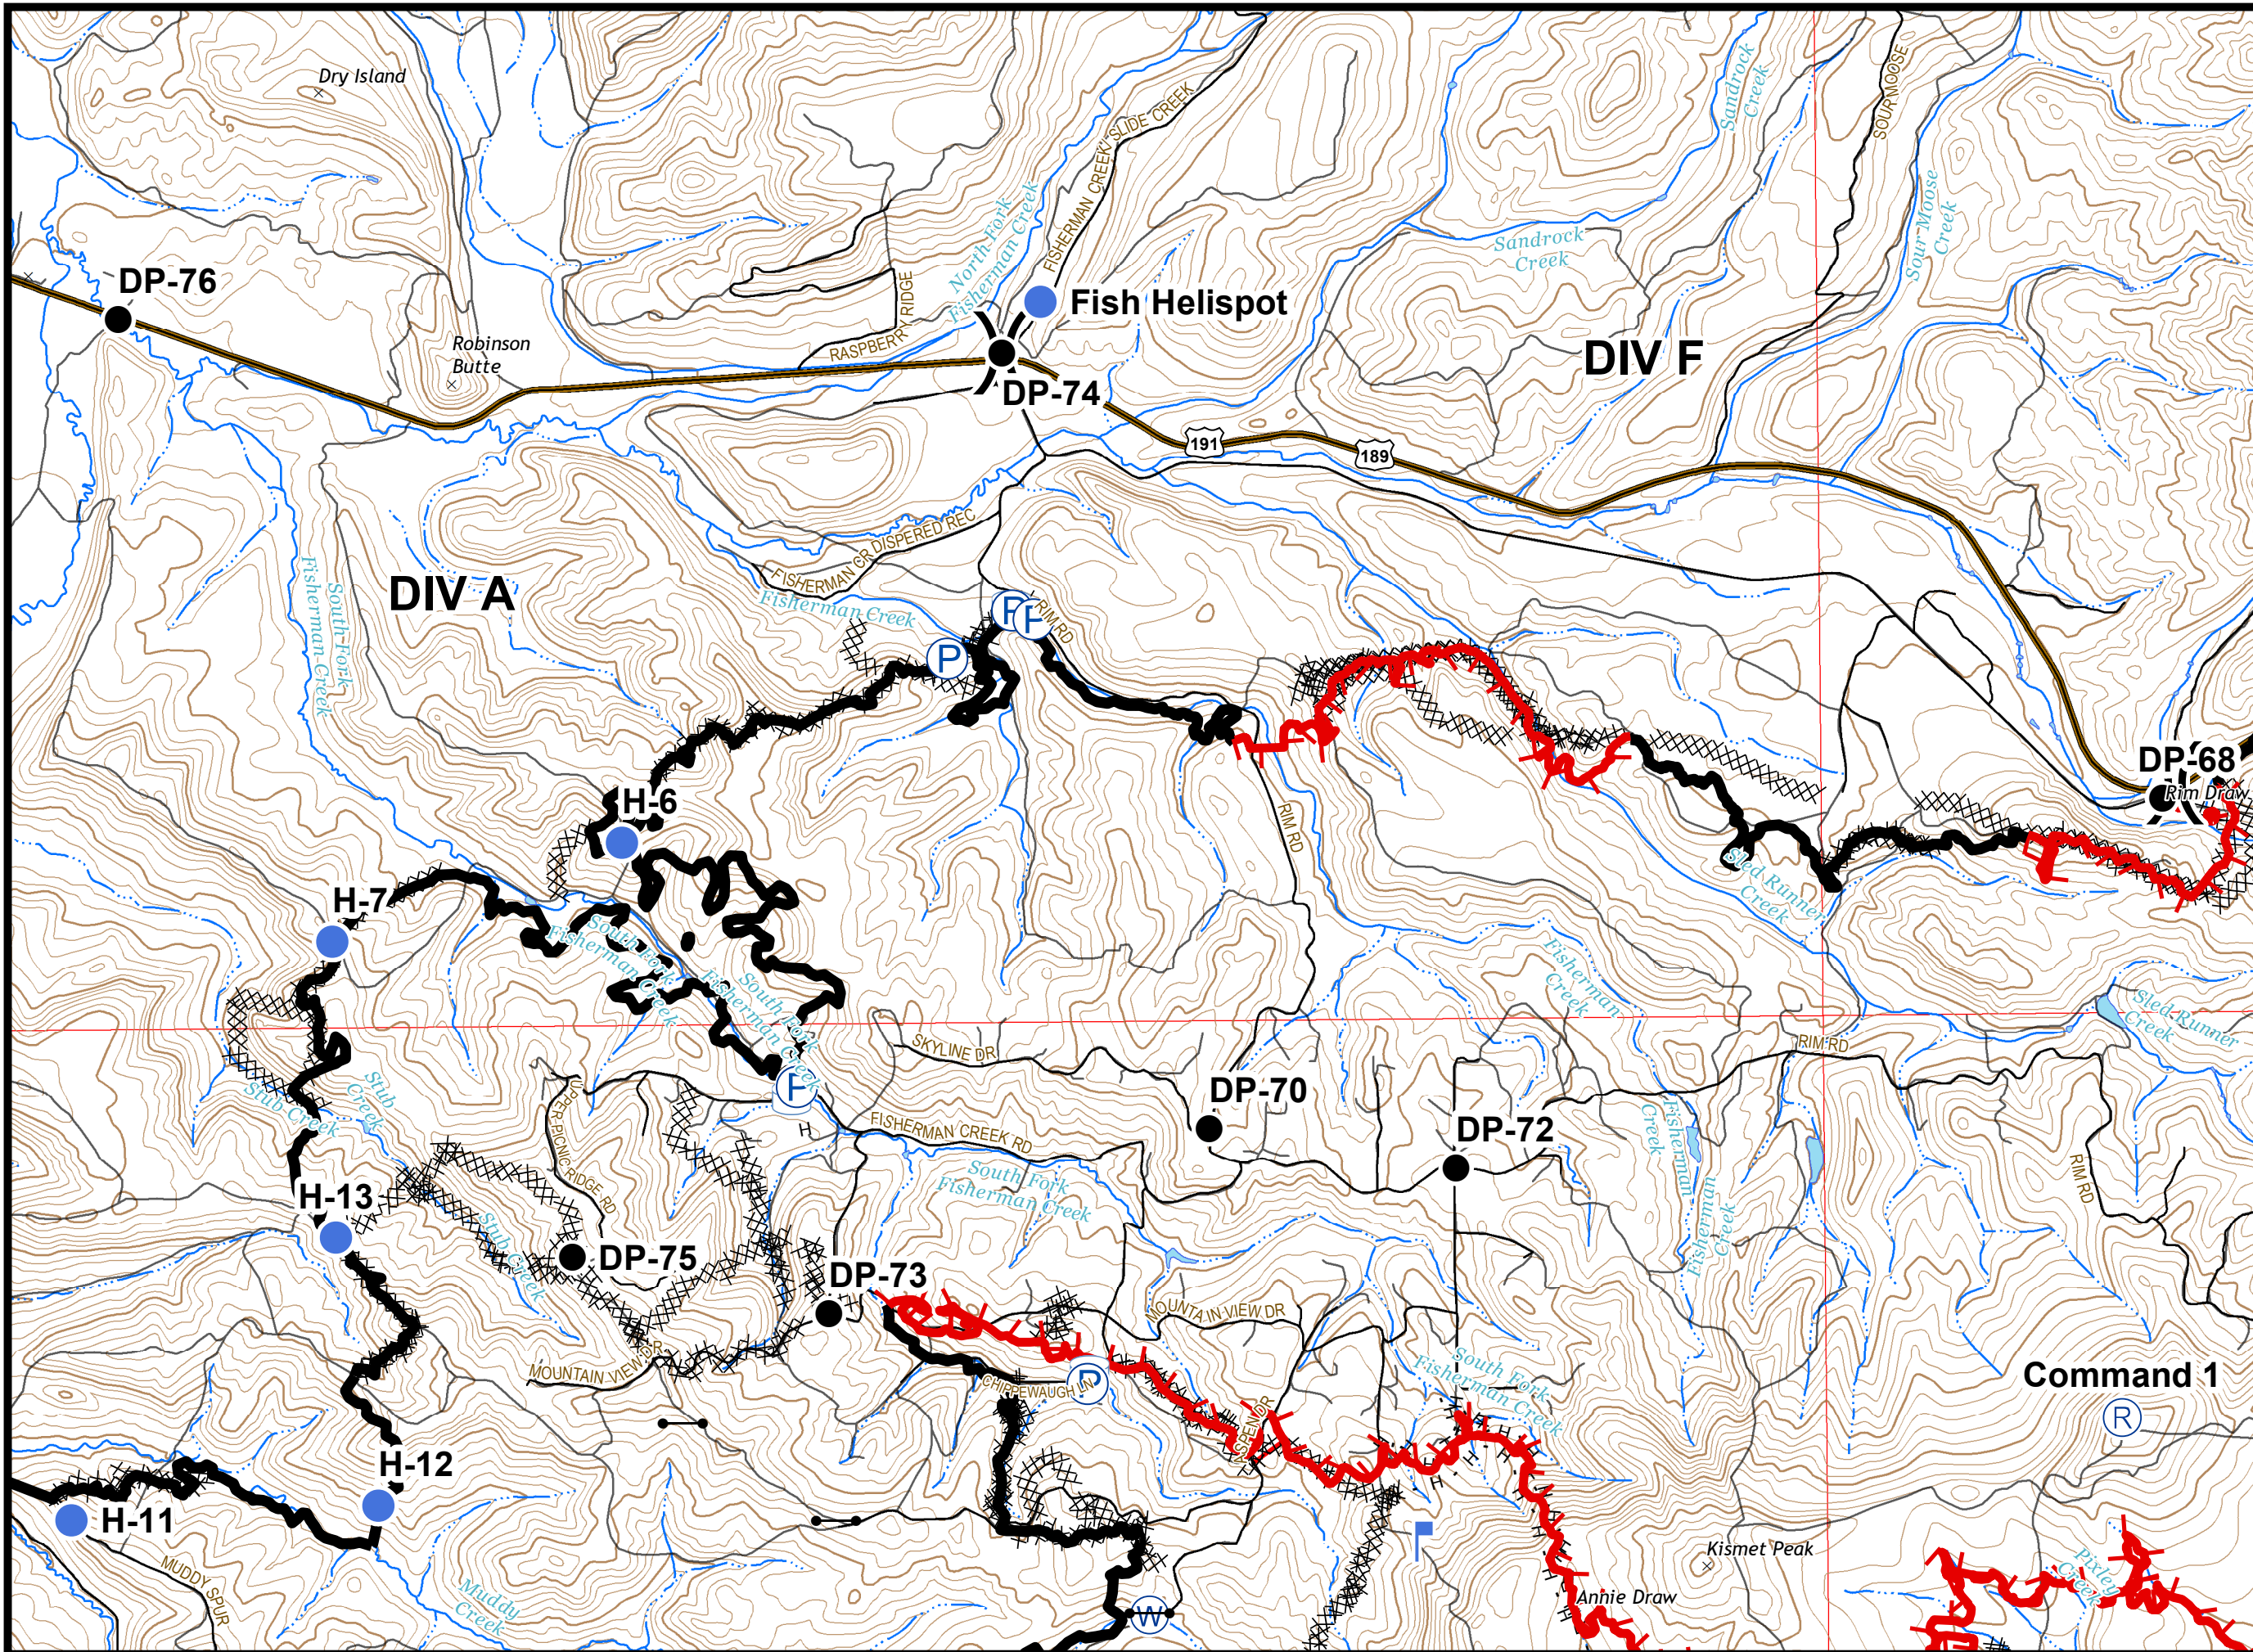 Dry Island
Sandrock
Creek
SOUR MOOSE
FISHERMAN CREEK/ SLIDE CREEK
Sour Moose
Creek
North Fork
Fisherman Creek
Sandrock
Creek
DP-76
RASPBERRY RIDGE
Fish Helispot
Robinson
Butte
DIV F
DP-74
191
189
FISHERMAN CR DISPERED REC
South Fork
Fisherman Creek
DIV A
Fisherman Creek
P
RIM RD
P
DP-68
Rim Draw
H-6
RIM RD
Sled Runner
Creek
H-7
South Fork
Fisherman
Creek
South Fork
Fisherman
Creek
Fisherman
Creek
Sled Runner
Creek
SKYLINE DR
RIM RD
Stub
Creek
Stub Creek
UPPER PICNIC RIDGE RD
P
H
FISHERMAN CREEK RD
DP-70
DP-72
Fisherman
Creek
Fisherman
Creek
RIM RD
South Fork
Fisherman Creek
H-13
Stub Creek
DP-75
DP-73
MOUNTAIN VIEW DR
MOUNTAIN VIEW DR
CHIPPEWAUGH LN
P
South Fork
Fisherman Creek
Command 1
R
ASPEN DR
H-12
H-11
MUDDY SPUR
Muddy
Creek
Kismet Peak
Annie Draw
Pixley
Creek
W